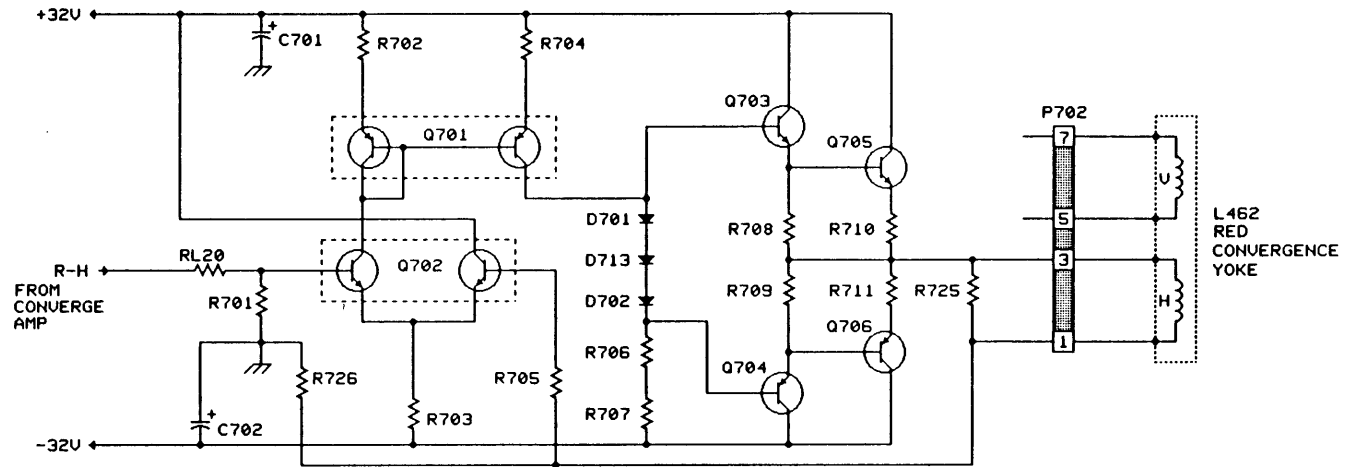 +32V
C701
R702
R704
Q703
P702
Q701
Q705
7
V
D701
R708
R710
5
L462
RED
CONVERGENCE
YOKE
R-H
FROM
CONVERGE
AMP
RL20
Q702
D713
3
R701
D702
R709
R711
R725
H
Q706
1
R726
R705
R706
Q704
C702
R703
R707
-32V